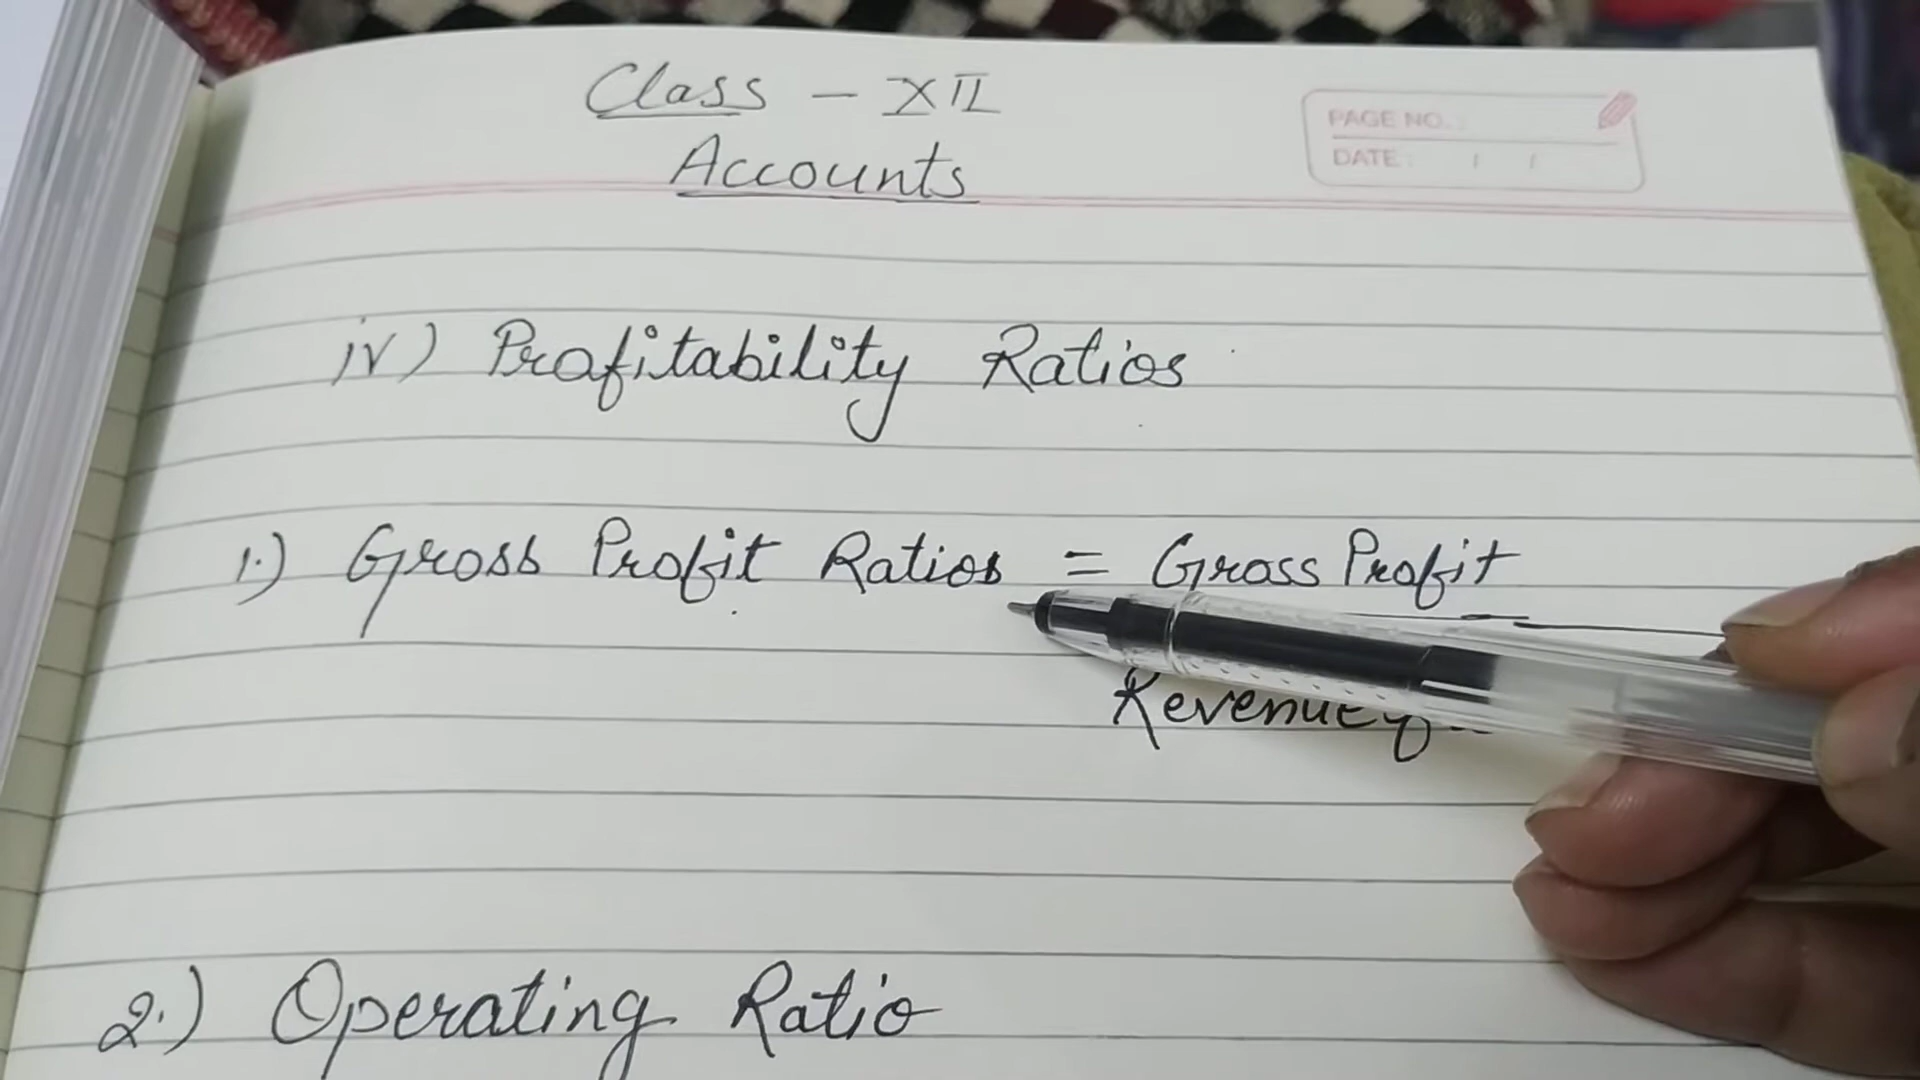 Class - XII
Accounts
PAGE NO.:
DATE: / /
iv) Profitability Ratios
1.) Gross Profit Ratios = Gross Profit
Revenue
2.) Operating Ratio